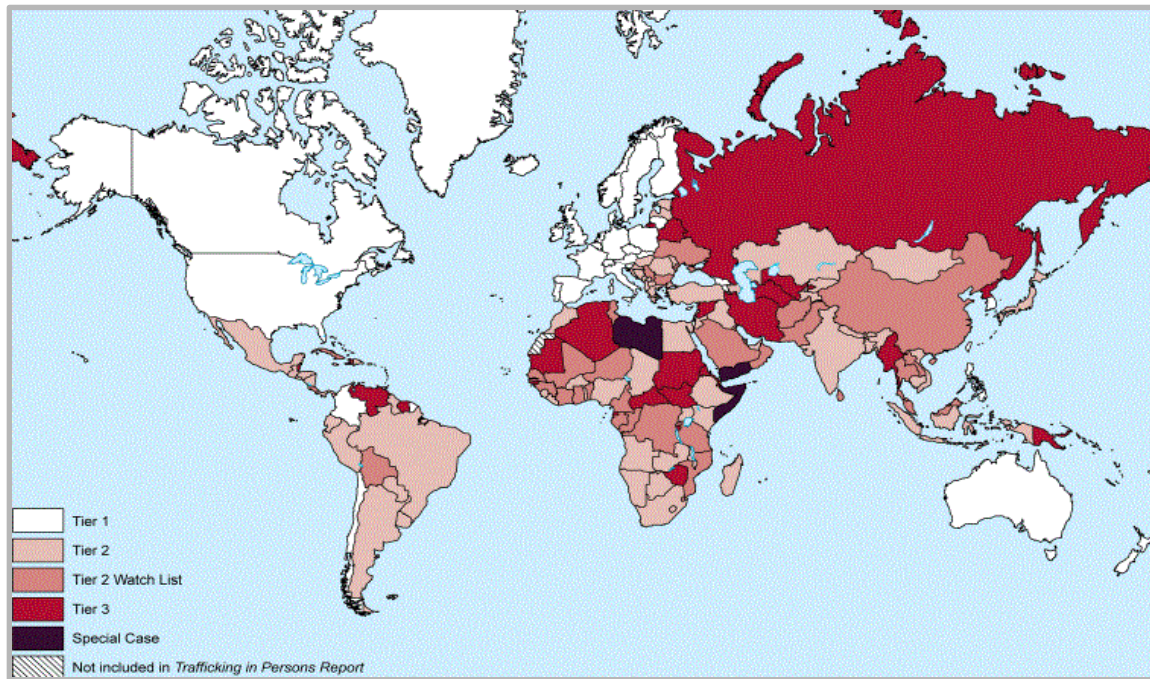 Tier 1
Tier 2
Tier 2 Watch List
Tier 3
Special Case
Not included in Trafficking in Persons Report